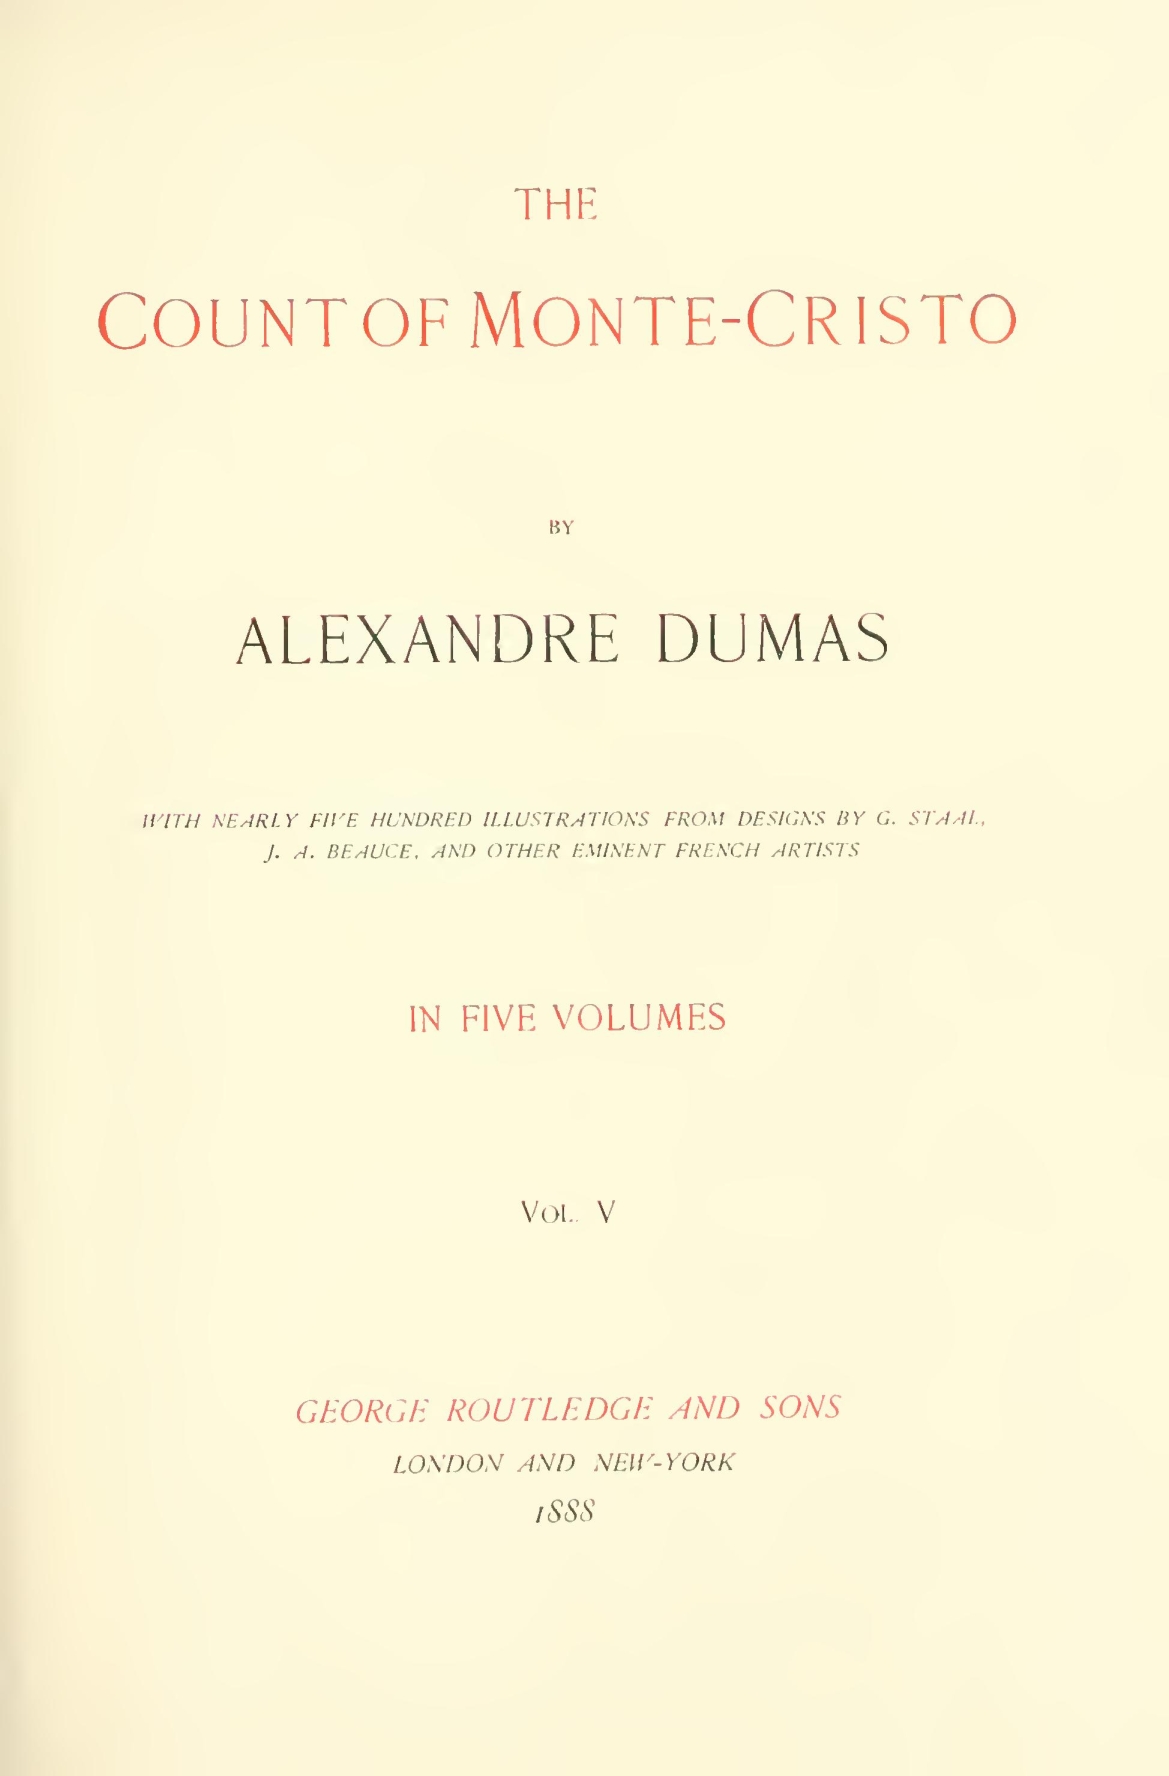 THE
COUNT OF MONTE-CRISTO
BY
ALEXANDRE DUMAS
WITH NEARLY FIVE HUNDRED ILLUSTRATIONS FROM DESIGNS BY G. STAAL,
J. A. BEAUCE, AND OTHER EMINENT FRENCH ARTISTS
IN FIVE VOLUMES
VOL. V
GEORGE ROUTLEDGE AND SONS
LONDON AND NEW-YORK
1888